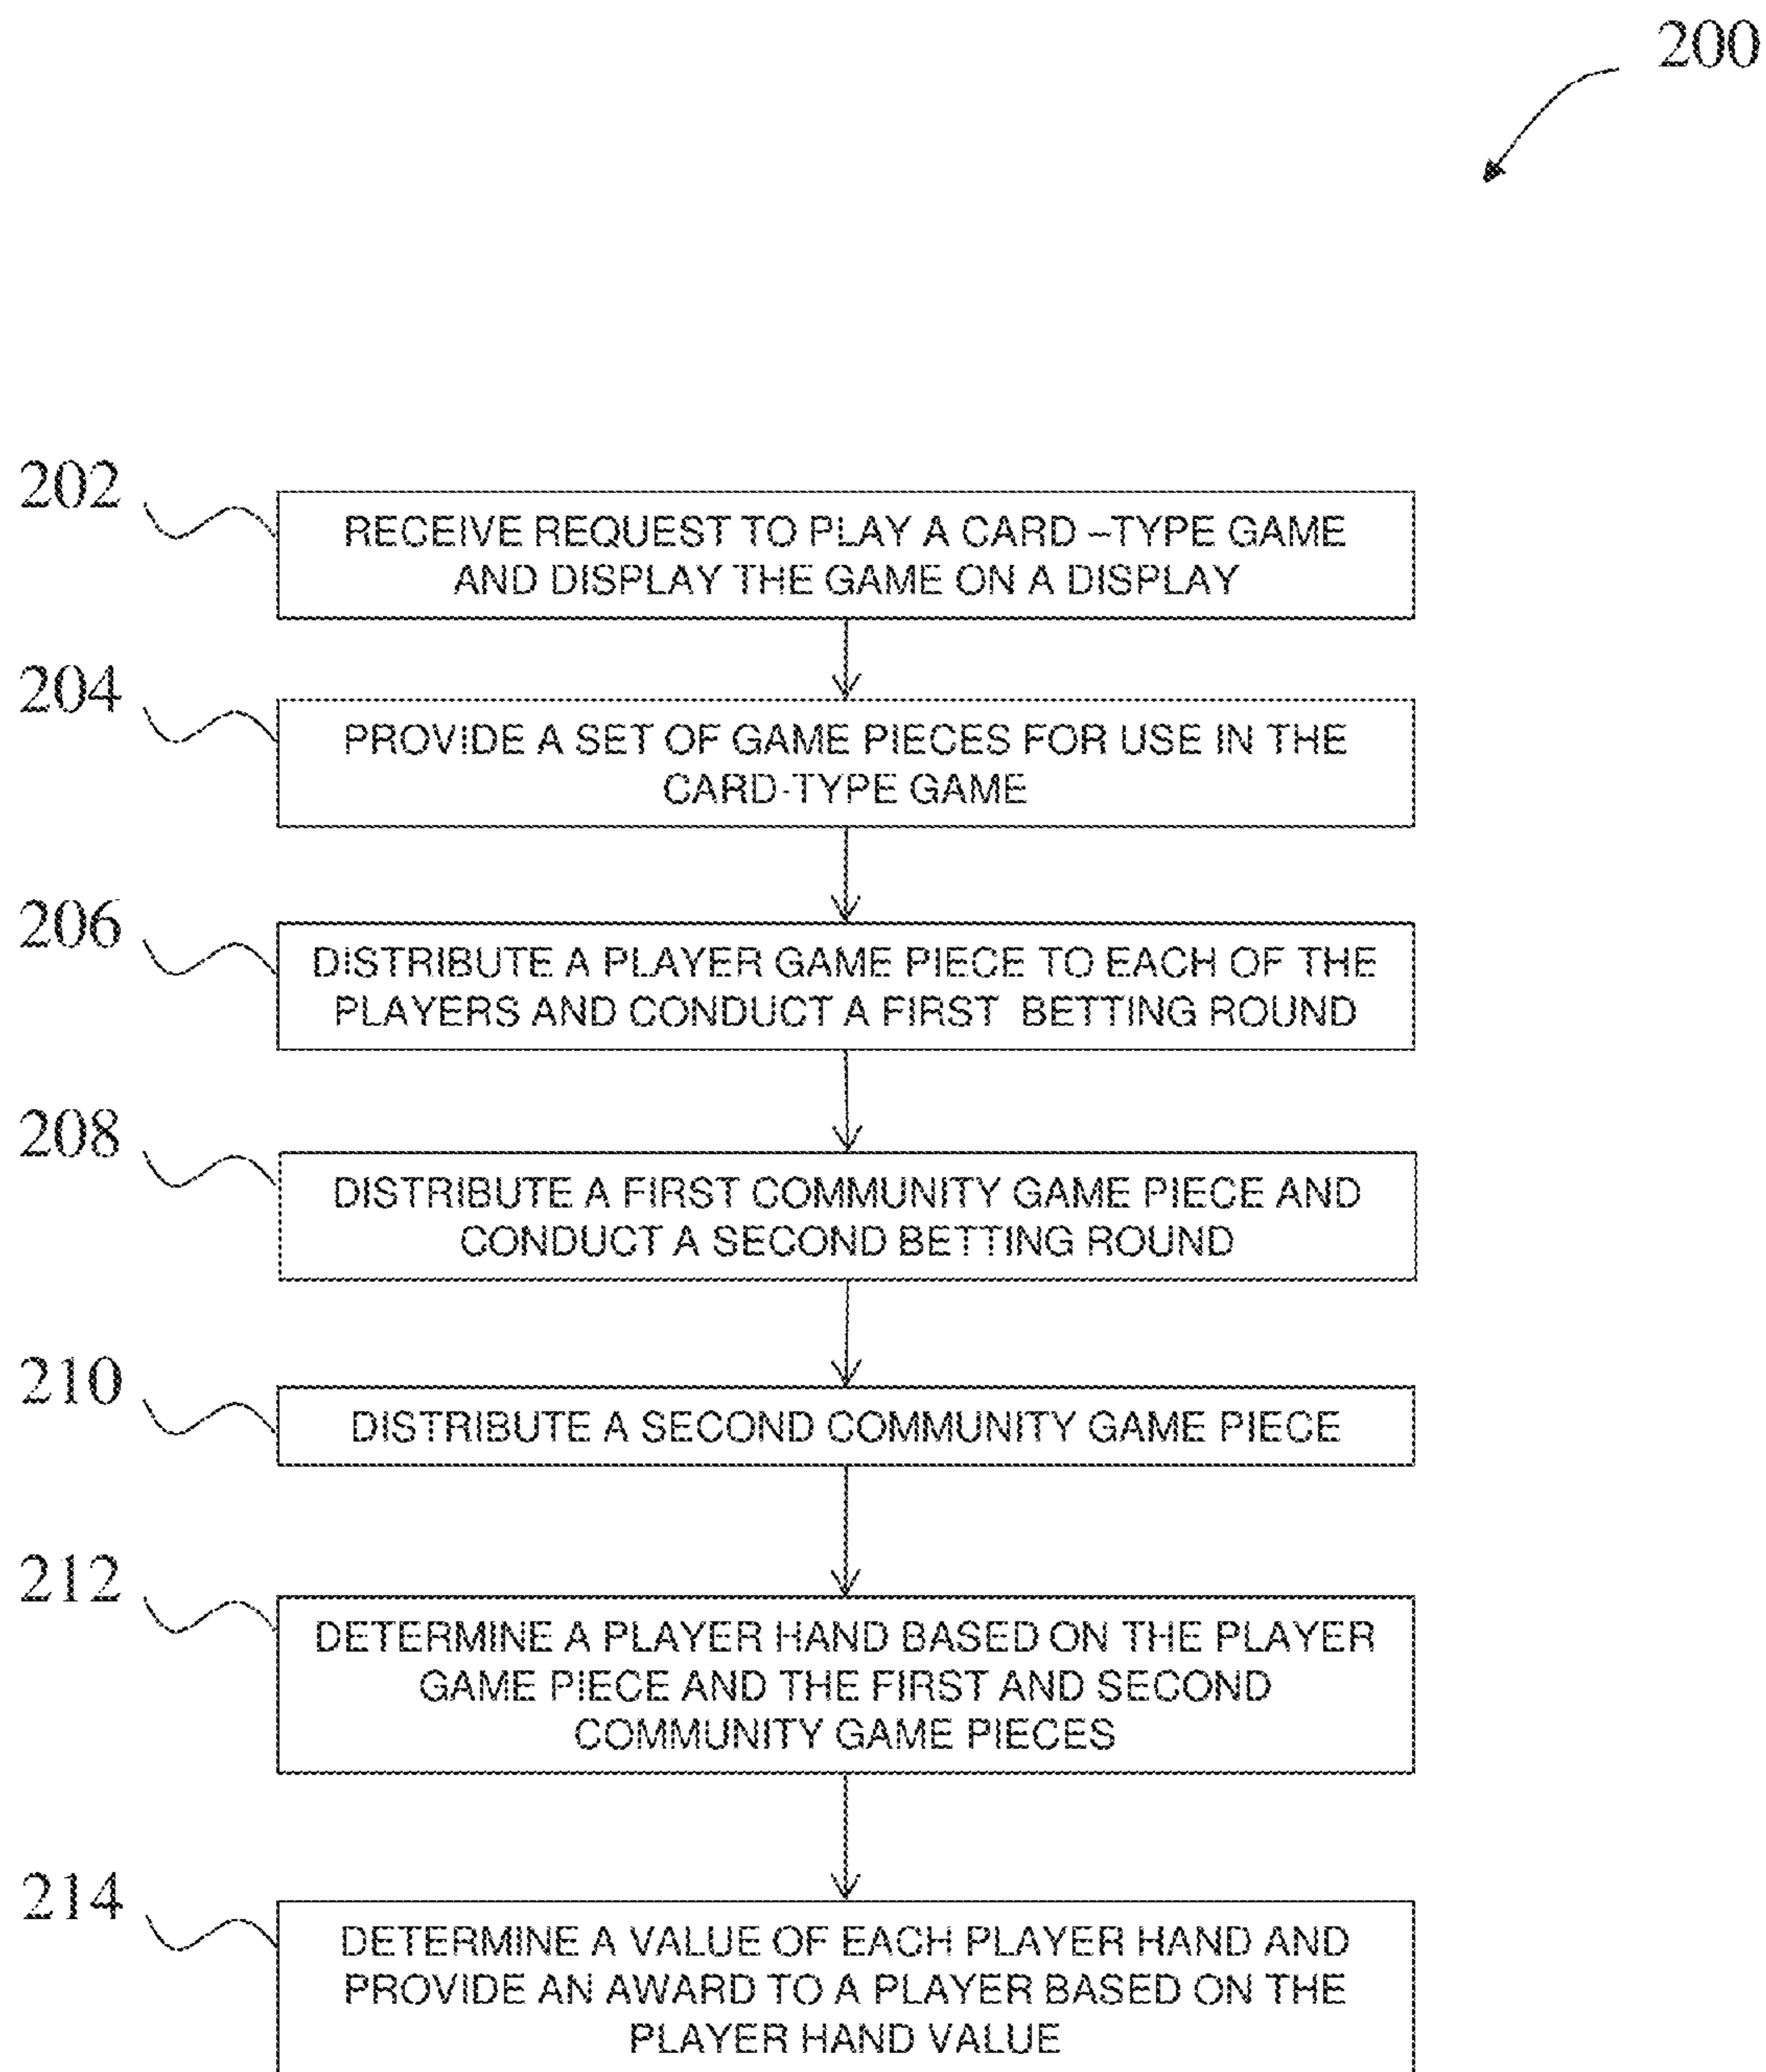 200
202
RECEIVE REQUEST TO PLAY A CARD –TYPE GAME
AND DISPLAY THE GAME ON A DISPLAY
204
PROVIDE A SET OF GAME PIECES FOR USE IN THE
CARD-TYPE GAME
206
DISTRIBUTE A PLAYER GAME PIECE TO EACH OF THE
PLAYERS AND CONDUCT A FIRST BETTING ROUND
208
DISTRIBUTE A FIRST COMMUNITY GAME PIECE AND
CONDUCT A SECOND BETTING ROUND
210
DISTRIBUTE A SECOND COMMUNITY GAME PIECE
212
DETERMINE A PLAYER HAND BASED ON THE PLAYER
GAME PIECE AND THE FIRST AND SECOND
COMMUNITY GAME PIECES
214
DETERMINE A VALUE OF EACH PLAYER HAND AND
PROVIDE AN AWARD TO A PLAYER BASED ON THE
PLAYER HAND VALUE